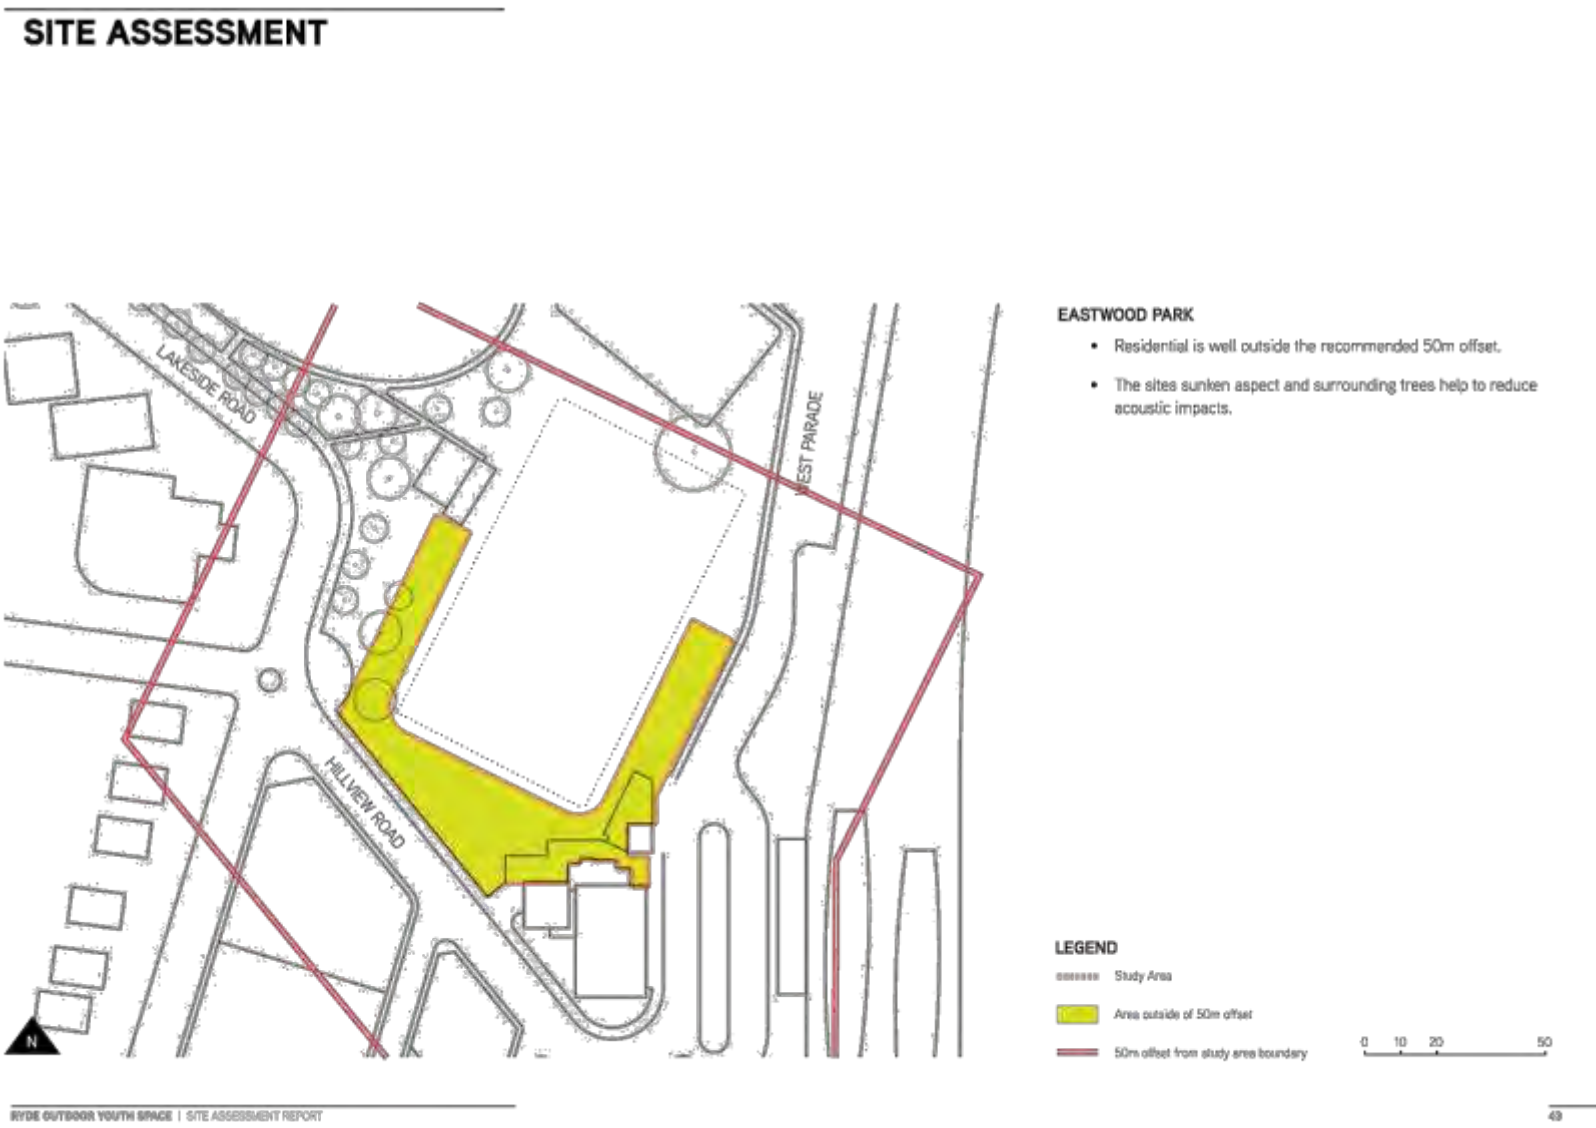 SITE ASSESSMENT
LAKESIDE ROAD
WEST PARADE
HILLVIEW ROAD
N
EASTWOOD PARK
• Residential is well outside the recommended 50m offset.
• The sites sunken aspect and surrounding trees help to reduce
acoustic impacts.
LEGEND
Study Area
Area outside of 50m offset
50m offset from study area boundary
0 10 20 50
RYDE OUTDOOR YOUTH SPACE | SITE ASSESSMENT REPORT
49